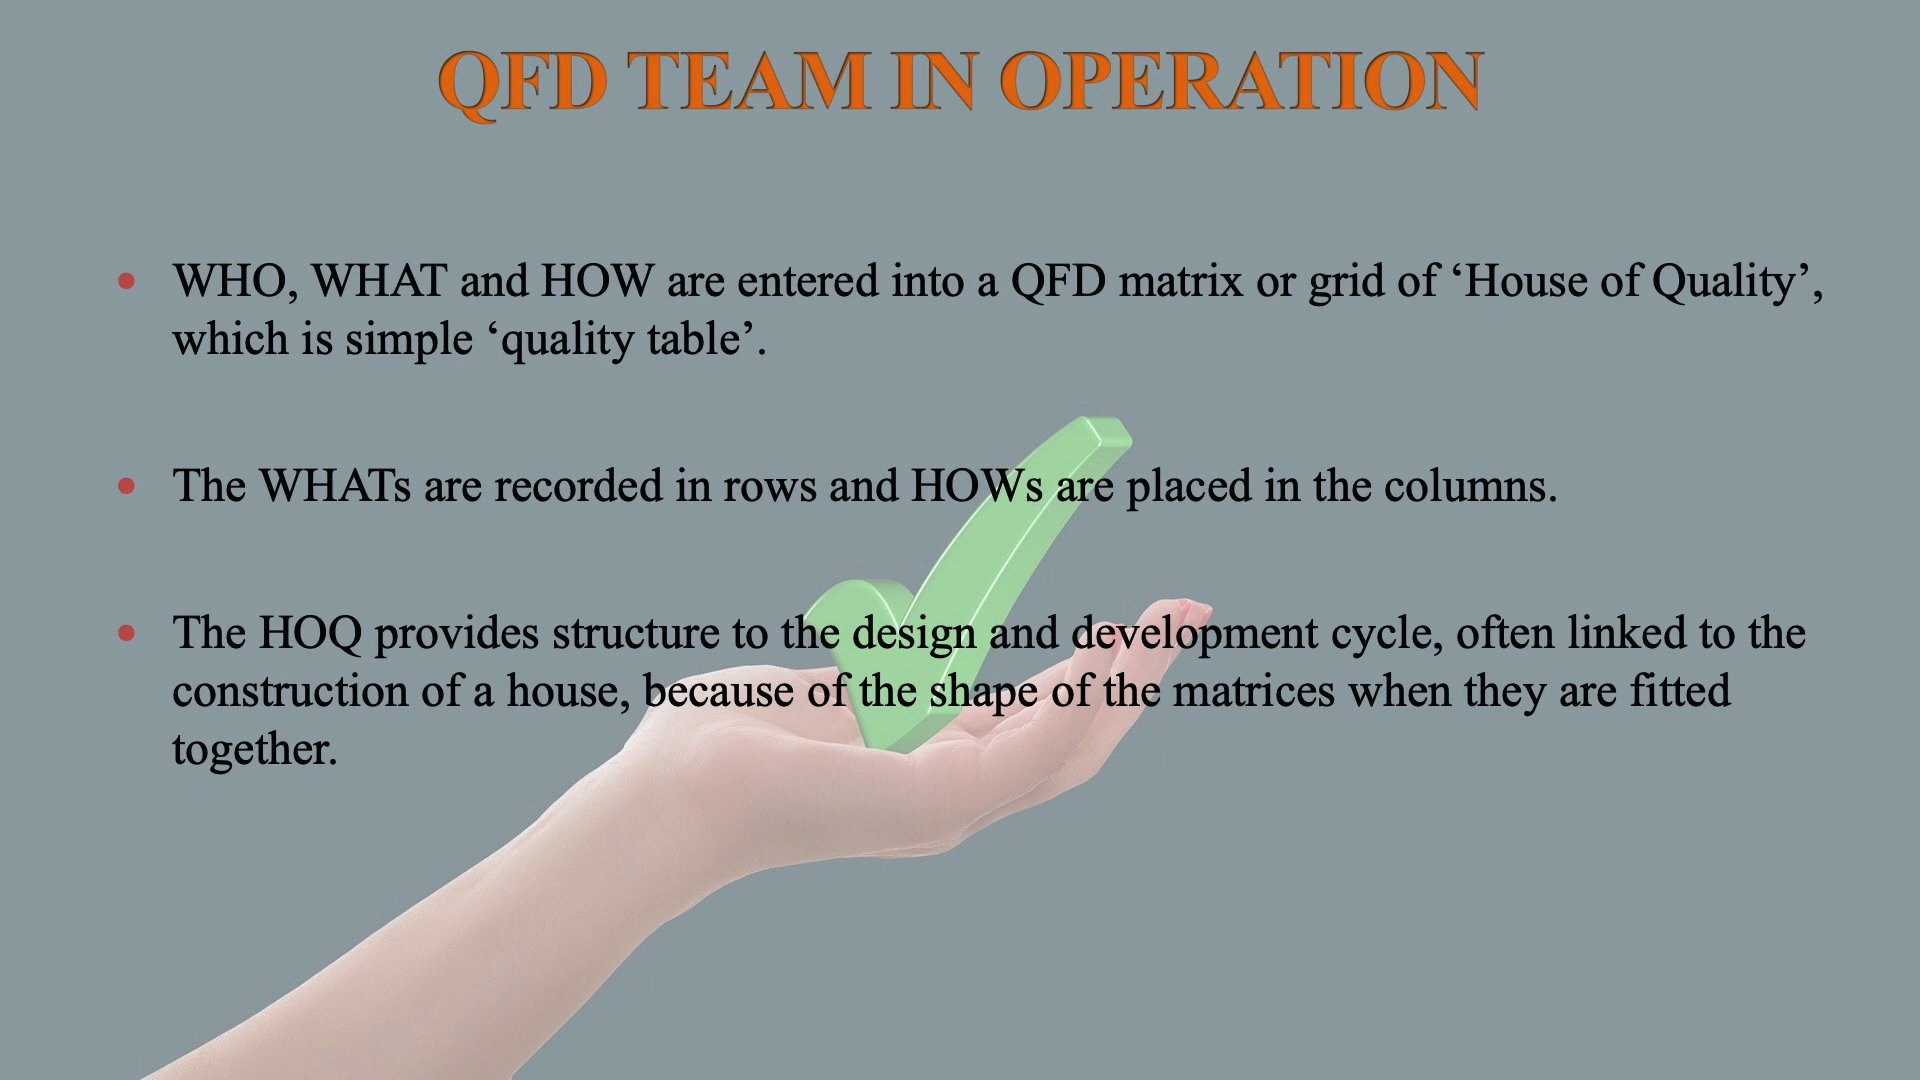 QFD TEAM IN OPERATION
• WHO, WHAT and HOW are entered into a QFD matrix or grid of ‘House of Quality’,
which is simple ‘quality table’.
• The WHATs are recorded in rows and HOWs are placed in the columns.
• The HOQ provides structure to the design and development cycle, often linked to the
construction of a house, because of the shape of the matrices when they are fitted
together.